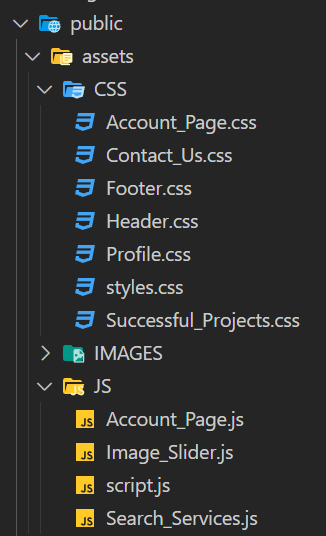 public
assets
CSS
Account_Page.css
Contact_Us.css
Footer.css
Header.css
Profile.css
styles.css
Successful_Projects.css
IMAGES
JS
JS Account_Page.js
JS Image_Slider.js
JS script.js
JS Search_Services.js